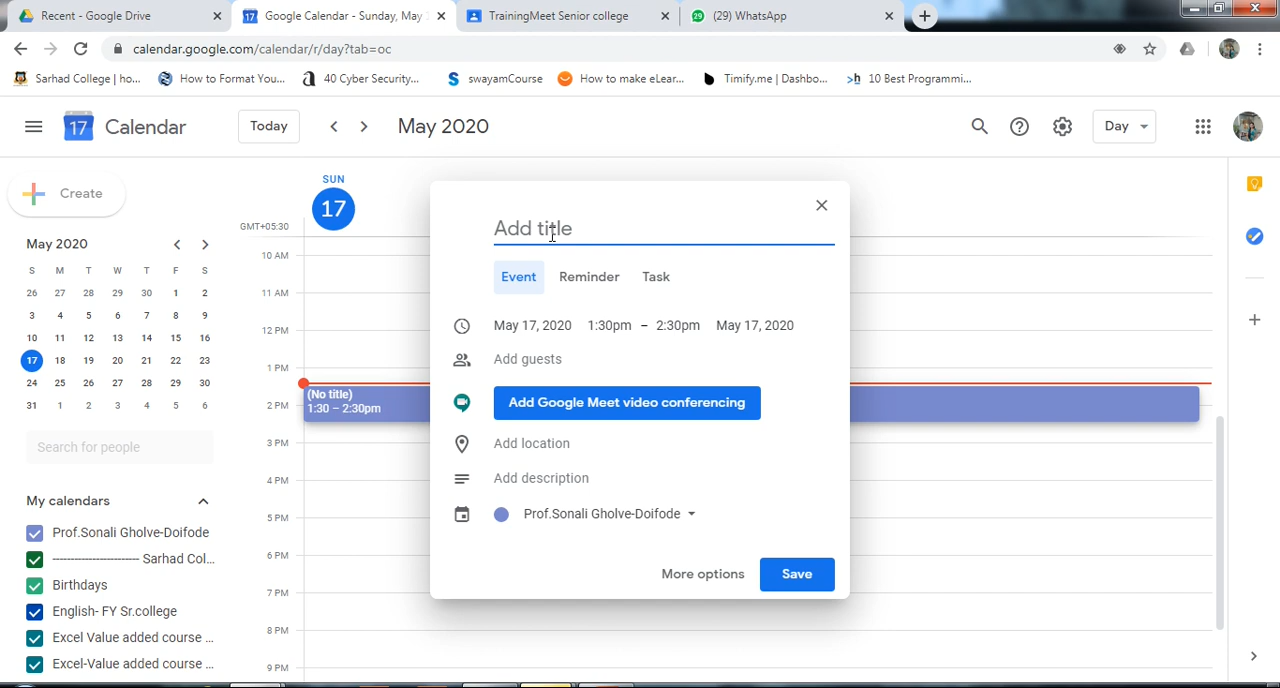 Recent - Google Drive
Google Calendar - Sunday, May
TrainingMeet Senior college
29
(29) WhatsApp
calendar.google.com/calendar/r/day?tab=oc
Sarhad College | ho...
How to Format You...
40 Cyber Security...
swayamCourse
How to make eLear...
Timify.me | Dashbo...
10 Best Programmi...
17
Calendar
Today
May 2020
Day
Create
May 2020
S M T W T F S
26 27 28 29 30 1 2
3 4 5 6 7 8 9
10 11 12 13 14 15 16
17 18 19 20 21 22 23
24 25 26 27 28 29 30
31 1 2 3 4 5 6
Search for people
My calendars
Prof.Sonali Gholve-Doifode
------------------------ Sarhad Col...
Birthdays
English- FY Sr.college
Excel Value added course ...
Excel-Value added course ...
SUN
17
GMT+05:30
10 AM
11 AM
12 PM
1 PM
2 PM
3 PM
4 PM
5 PM
6 PM
7 PM
8 PM
9 PM
(No title)
1:30 – 2:30pm
Add title
Event Reminder Task
May 17, 2020 1:30pm – 2:30pm May 17, 2020
Add guests
Add Google Meet video conferencing
Add location
Add description
Prof.Sonali Gholve-Doifode
More options
Save